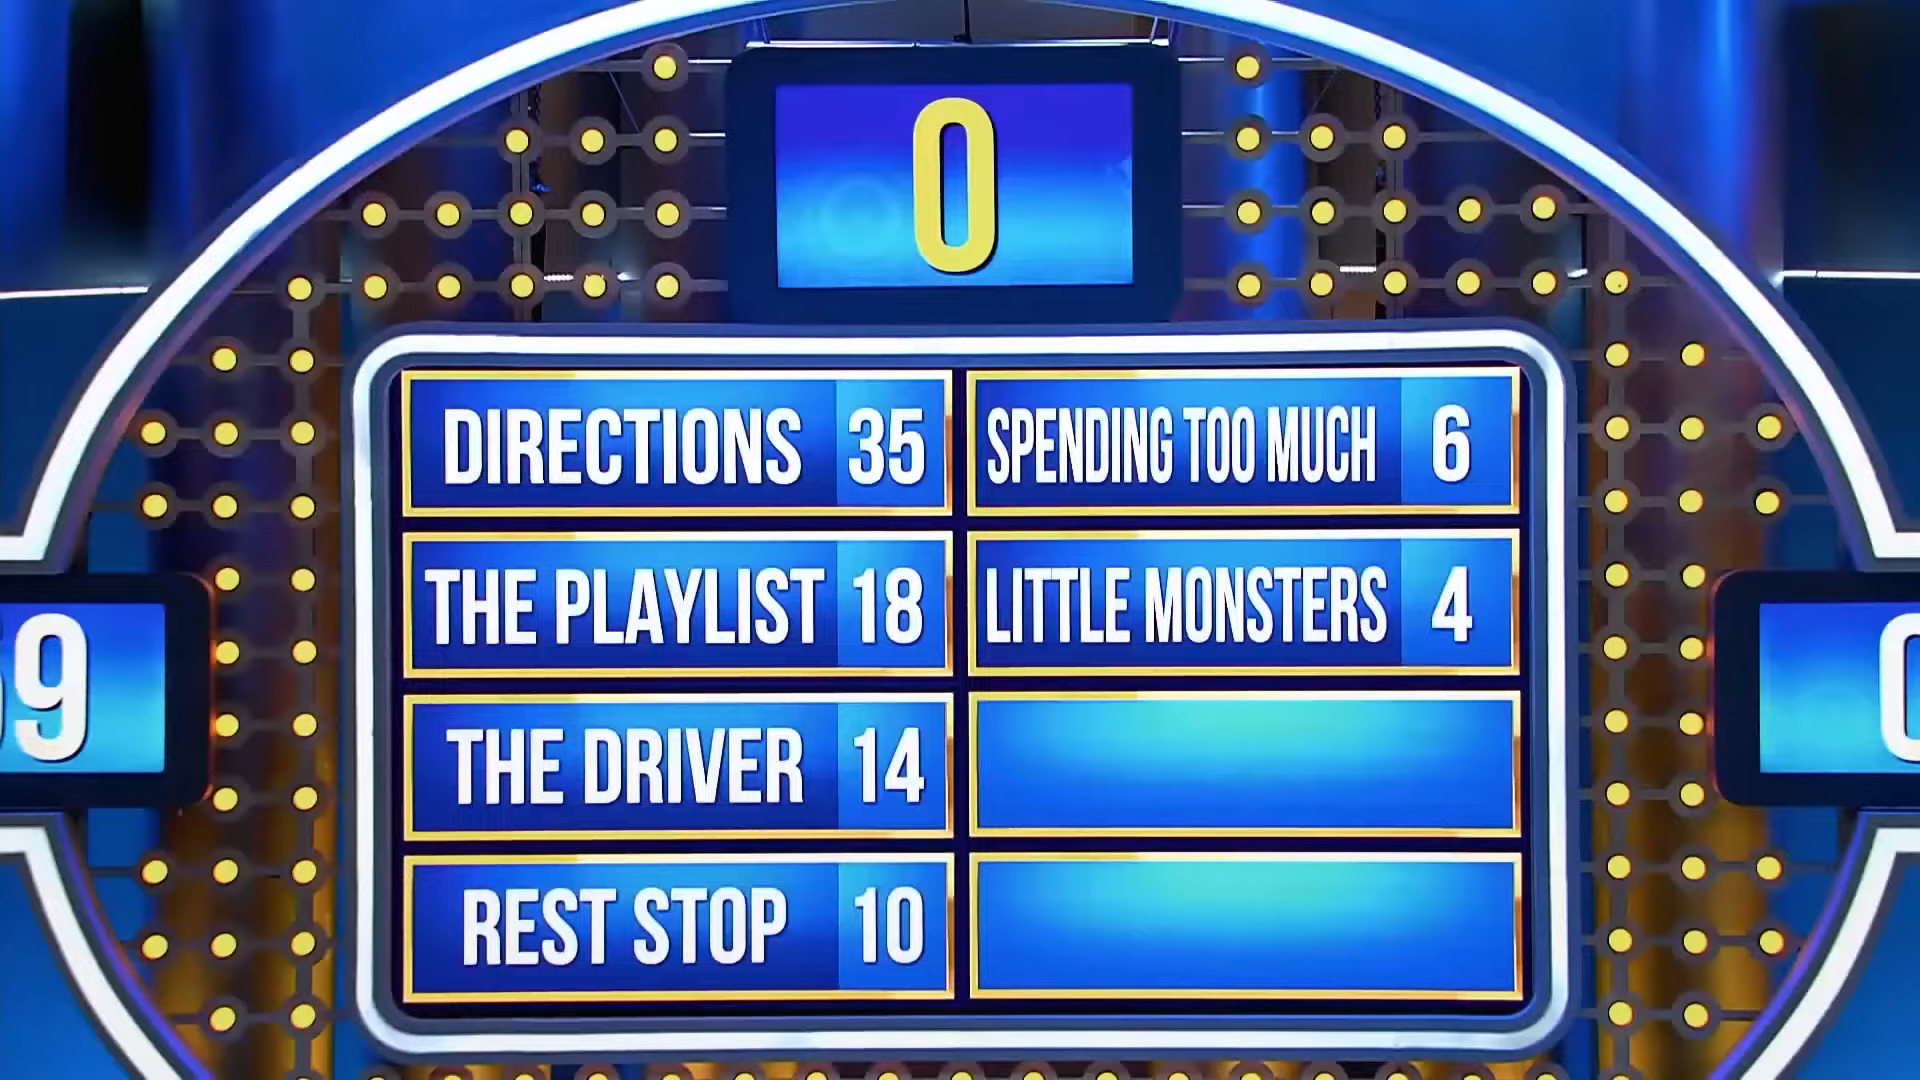 0
DIRECTIONS 35
THE PLAYLIST 18
THE DRIVER 14
REST STOP 10
SPENDING TOO MUCH 6
LITTLE MONSTERS 4
9